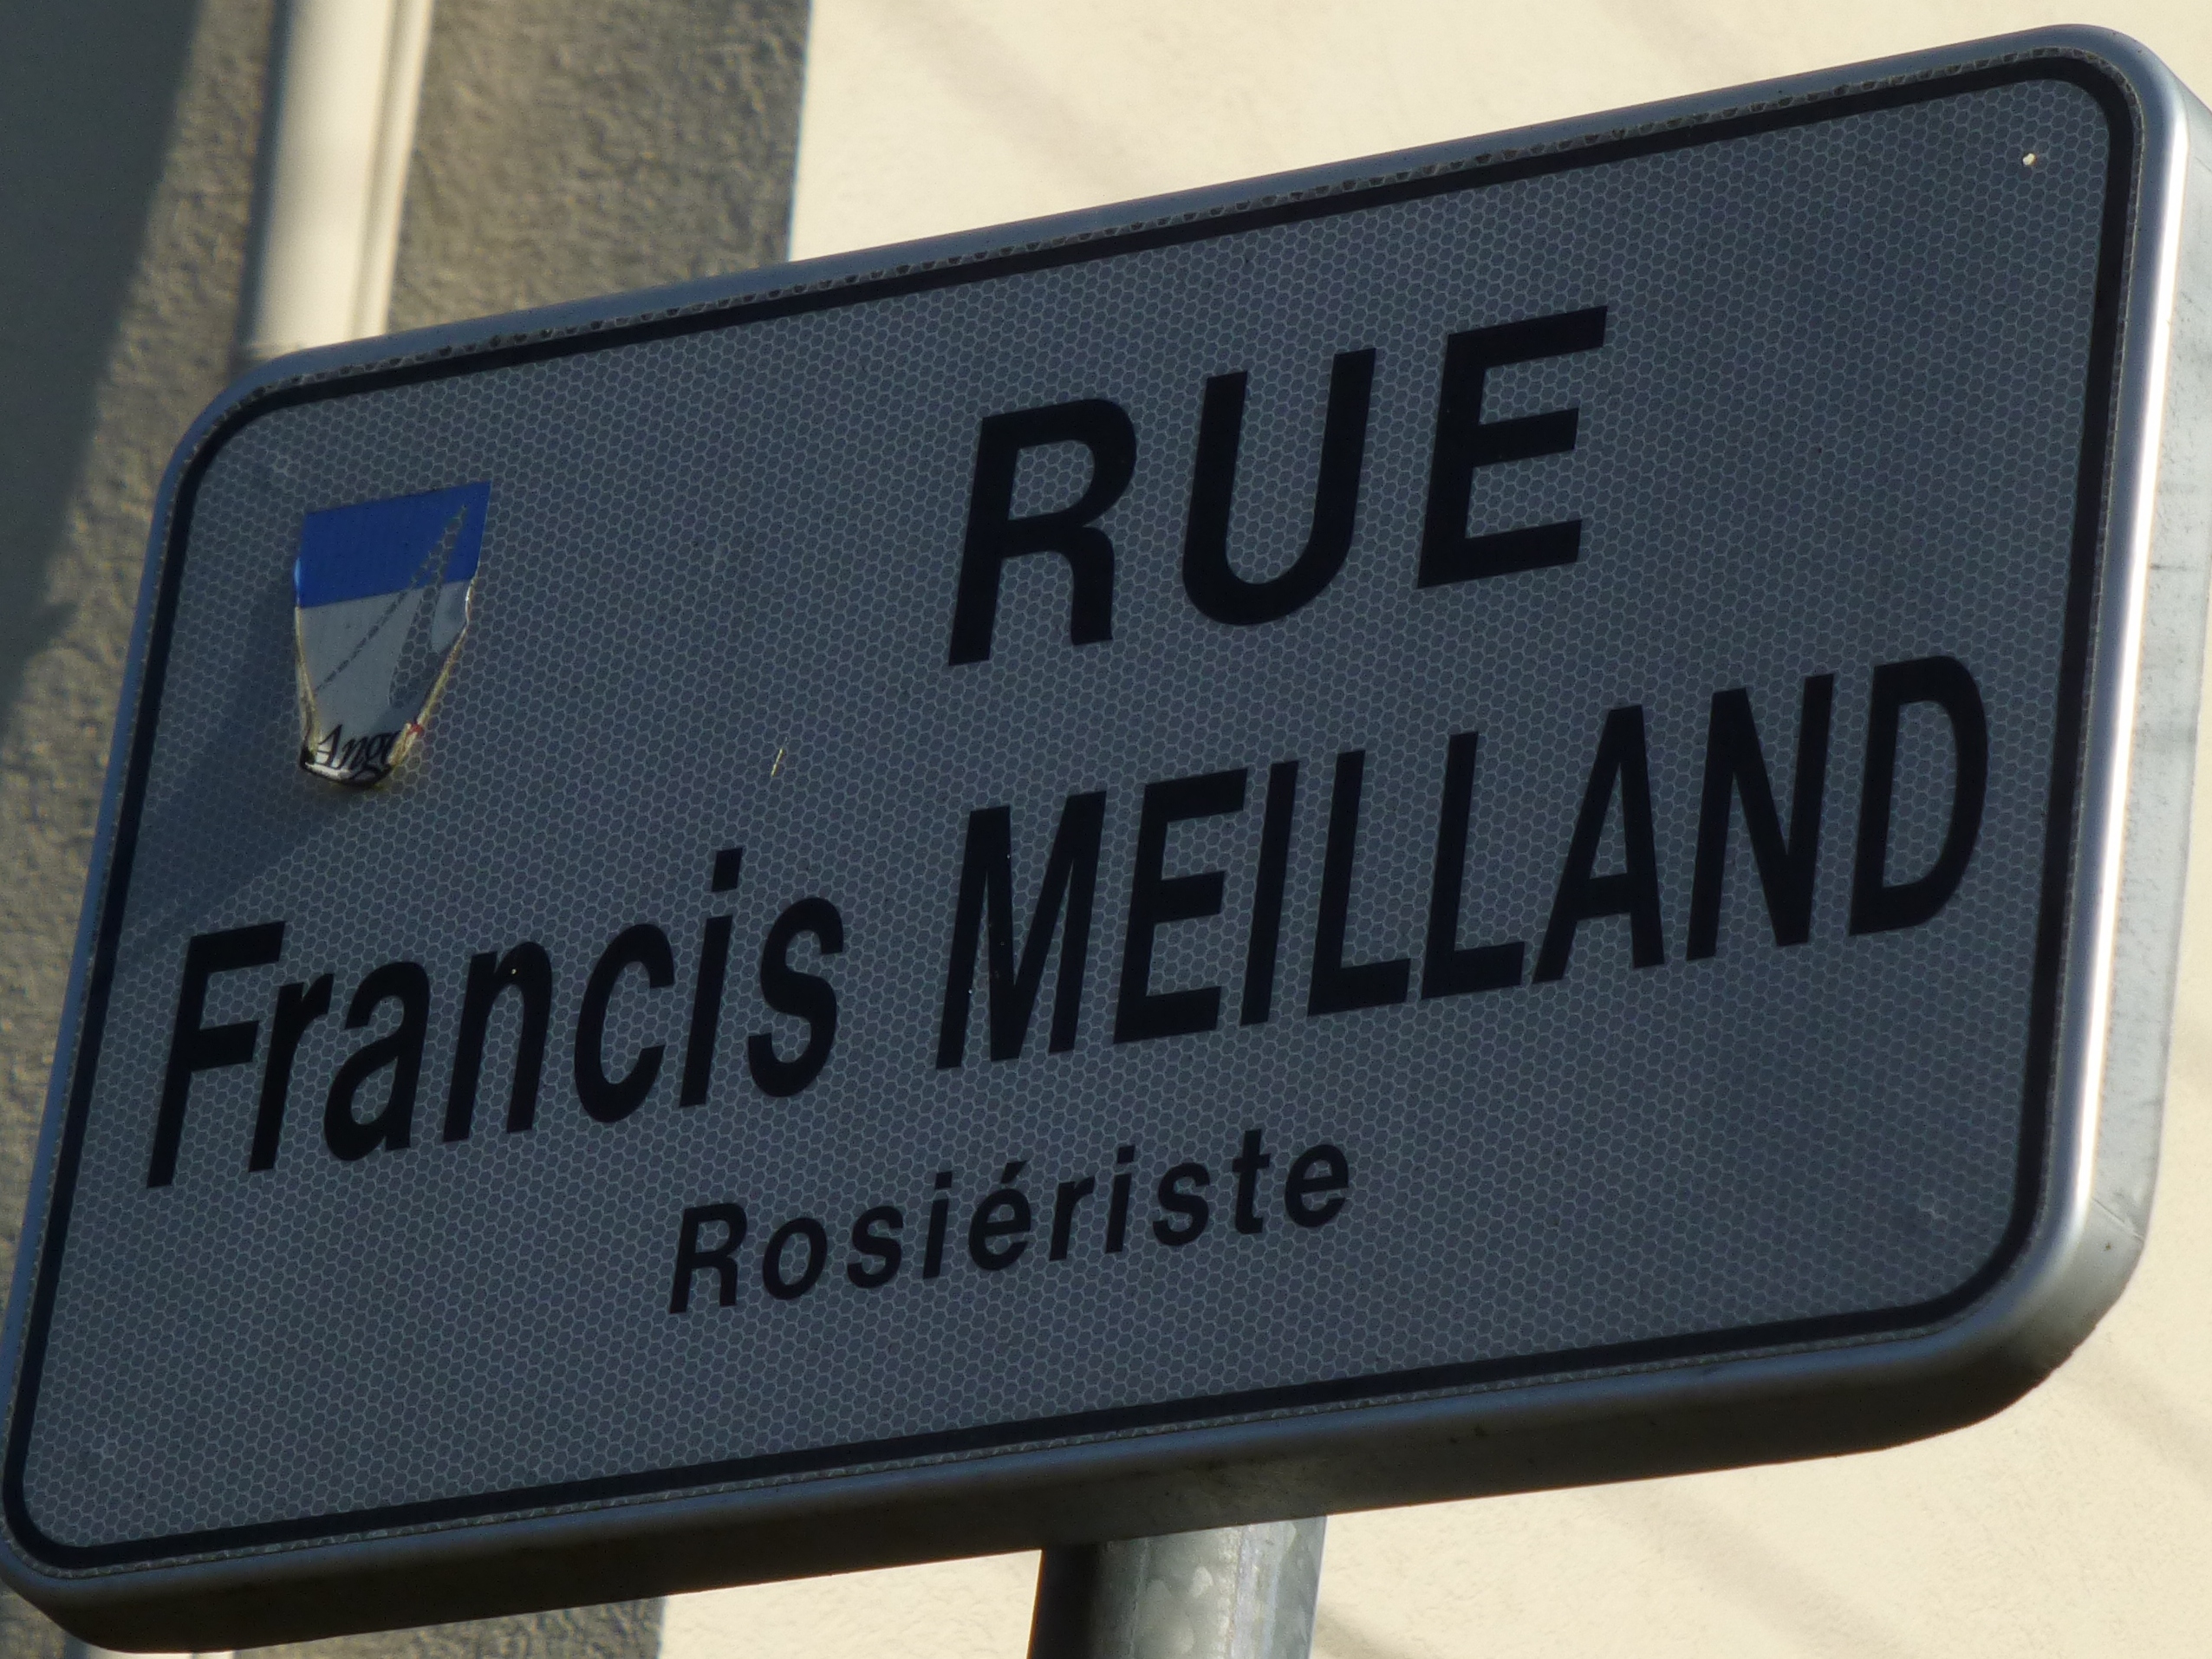 RUE
Francis MEILLAND
Rosiériste